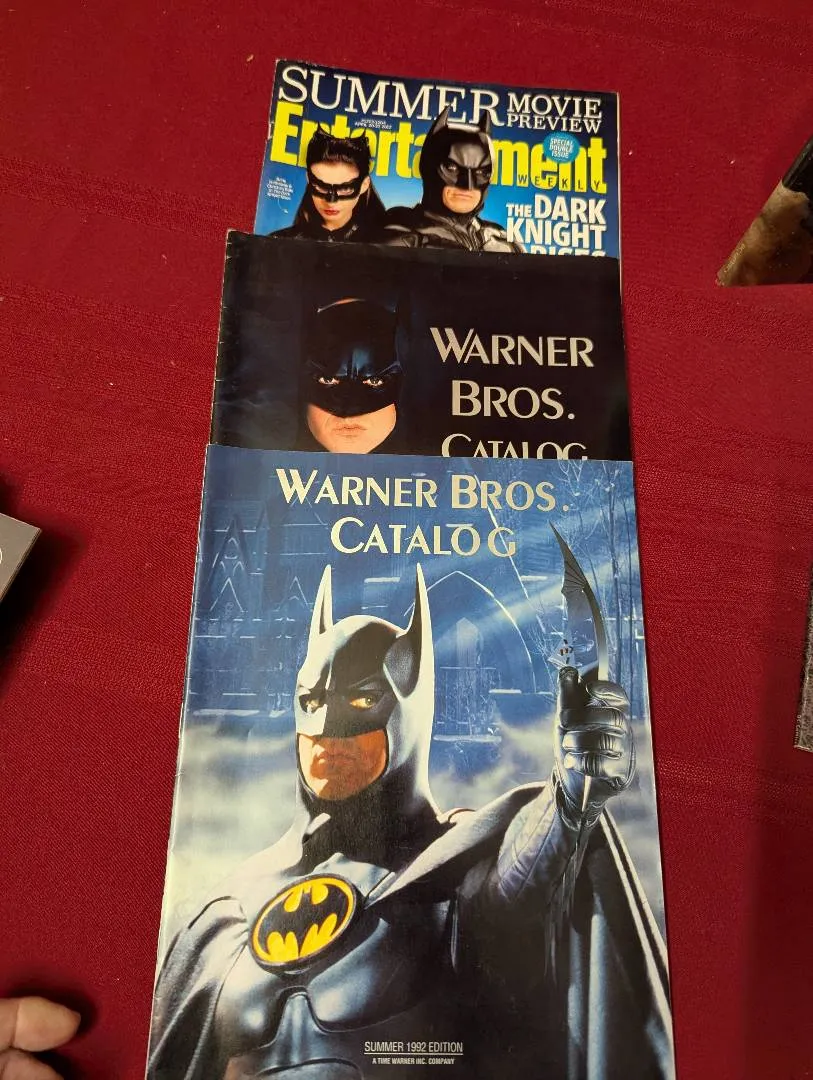 SUMMER MOVIE
PREVIEW
Entertainment
WEEKLY
SPECIAL
DOUBLE
ISSUE
THE DARK
KNIGHT
RISES
WARNER
BROS.
CATALOG
WARNER BROS.
CATALOG
SUMMER 1992 EDITION
A TIME WARNER INC. COMPANY